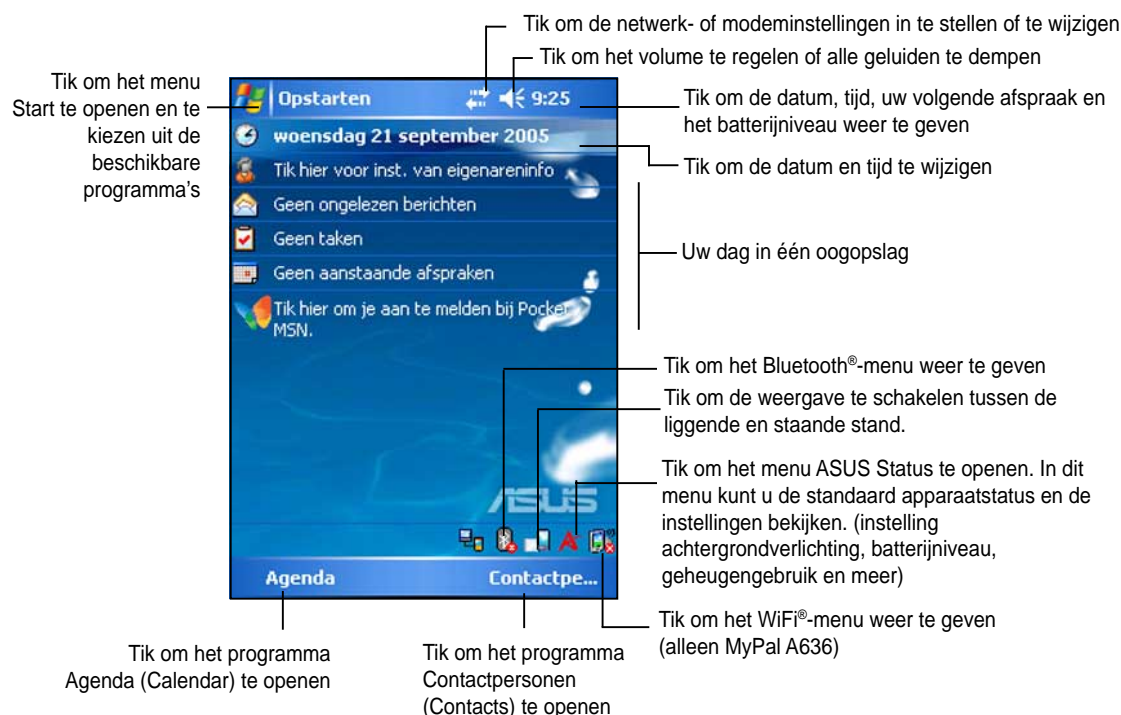 Tik om de netwerk- of modeminstellingen in te stellen of te wijzigen
Tik om het volume te regelen of alle geluiden te dempen
Tik om het menu
Start te openen en te
kiezen uit de
beschikbare
programma's
Opstarten 9:25
Tik om de datum, tijd, uw volgende afspraak en
het batterijniveau weer te geven
woensdag 21 september 2005
Tik om de datum en tijd te wijzigen
Tik hier voor inst. van eigenareninfo
Geen ongelezen berichten
Geen taken
Geen aanstaande afspraken
Tik hier om je aan te melden bij Pocket
MSN.
Uw dag in één oogopslag
Tik om het Bluetooth®-menu weer te geven
Tik om de weergave te schakelen tussen de
liggende en staande stand.
Tik om het menu ASUS Status te openen. In dit
menu kunt u de standaard apparaatstatus en de
instellingen bekijken. (instelling
achtergrondverlichting, batterijniveau,
geheugengebruik en meer)
ASUS
Agenda Contactpe...
Tik om het WiFi®-menu weer te geven
(alleen MyPal A636)
Tik om het programma
Agenda (Calendar) te openen
Tik om het programma
Contactpersonen
(Contacts) te openen